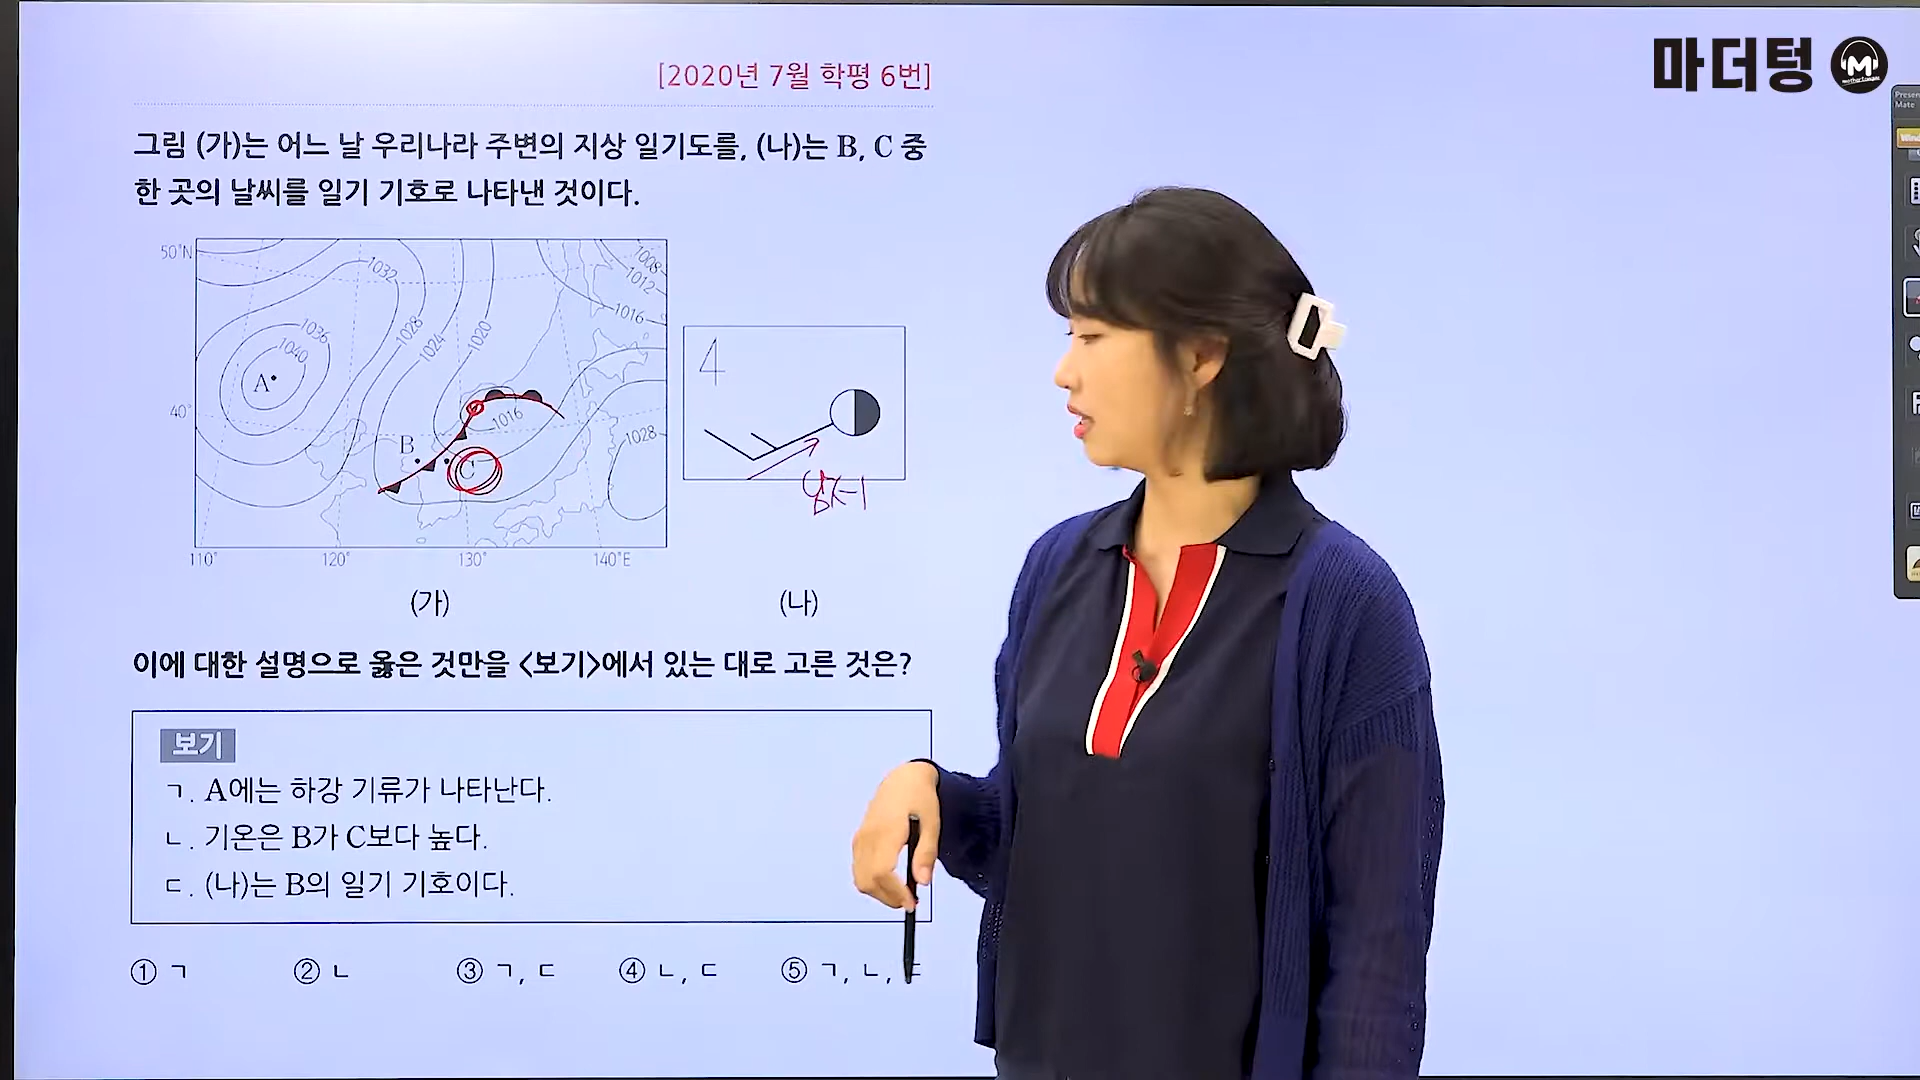 마더텅
M
[2020년 7월 학평 6번]
그림 (가)는 어느 날 우리나라 주변의 지상 일기도를, (나)는 B, C 중
한 곳의 날씨를 일기 기호로 나타낸 것이다.
50°N
40°
110°
120°
130°
140°E
1008
1012
1016
1032
1028
1024
1020
1036
1040
1016
1028
A
B
C
4
남서
(가)
(나)
이에 대한 설명으로 옳은 것만을 <보기>에서 있는 대로 고른 것은?
보기
ㄱ. A에는 하강 기류가 나타난다.
ㄴ. 기온은 B가 C보다 높다.
ㄷ. (나)는 B의 일기 기호이다.
① ㄱ ② ㄴ ③ ㄱ, ㄷ ④ ㄴ, ㄷ ⑤ ㄱ, ㄴ, ㄷ